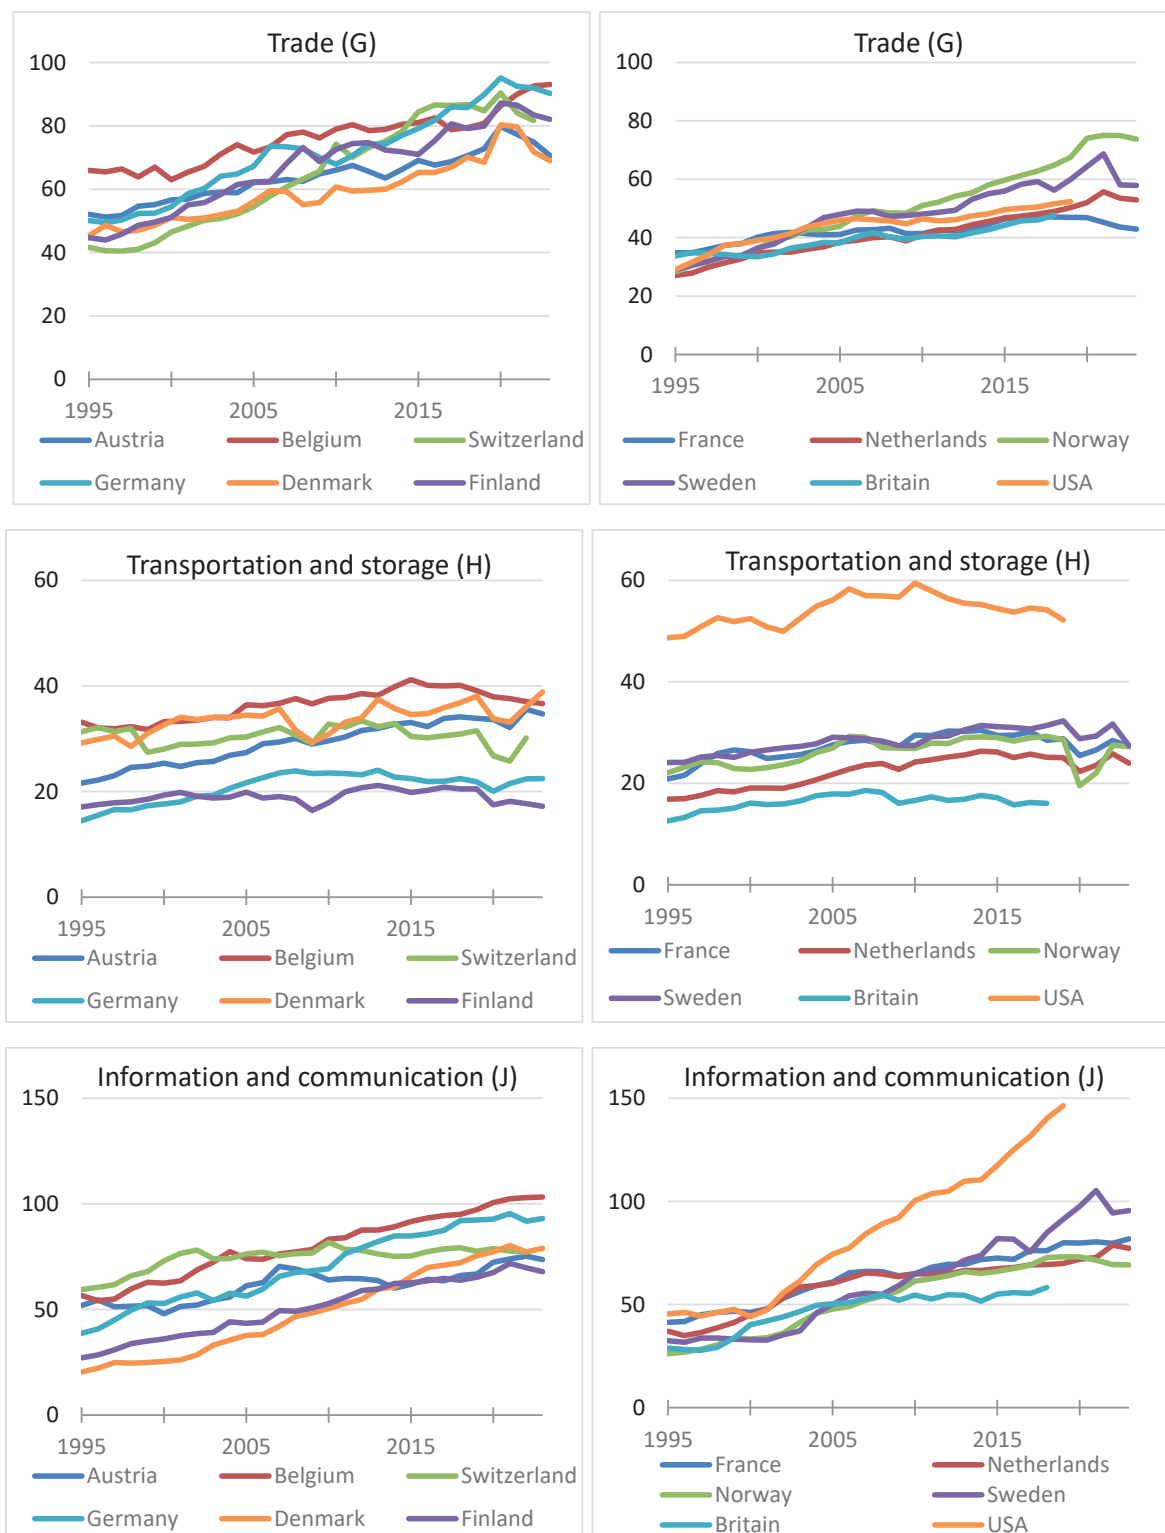 Trade (G)
100
80
60
40
20
0
1995 2005 2015
Austria Belgium Switzerland
Germany Denmark Finland
Trade (G)
100
80
60
40
20
0
1995 2005 2015
France Netherlands Norway
Sweden Britain USA
Transportation and storage (H)
60
40
20
0
1995 2005 2015
Austria Belgium Switzerland
Germany Denmark Finland
Transportation and storage (H)
60
40
20
0
1995 2005 2015
France Netherlands Norway
Sweden Britain USA
Information and communication (J)
150
100
50
0
1995 2005 2015
Austria Belgium Switzerland
Germany Denmark Finland
Information and communication (J)
150
100
50
0
1995 2005 2015
France Netherlands
Norway Sweden
Britain USA